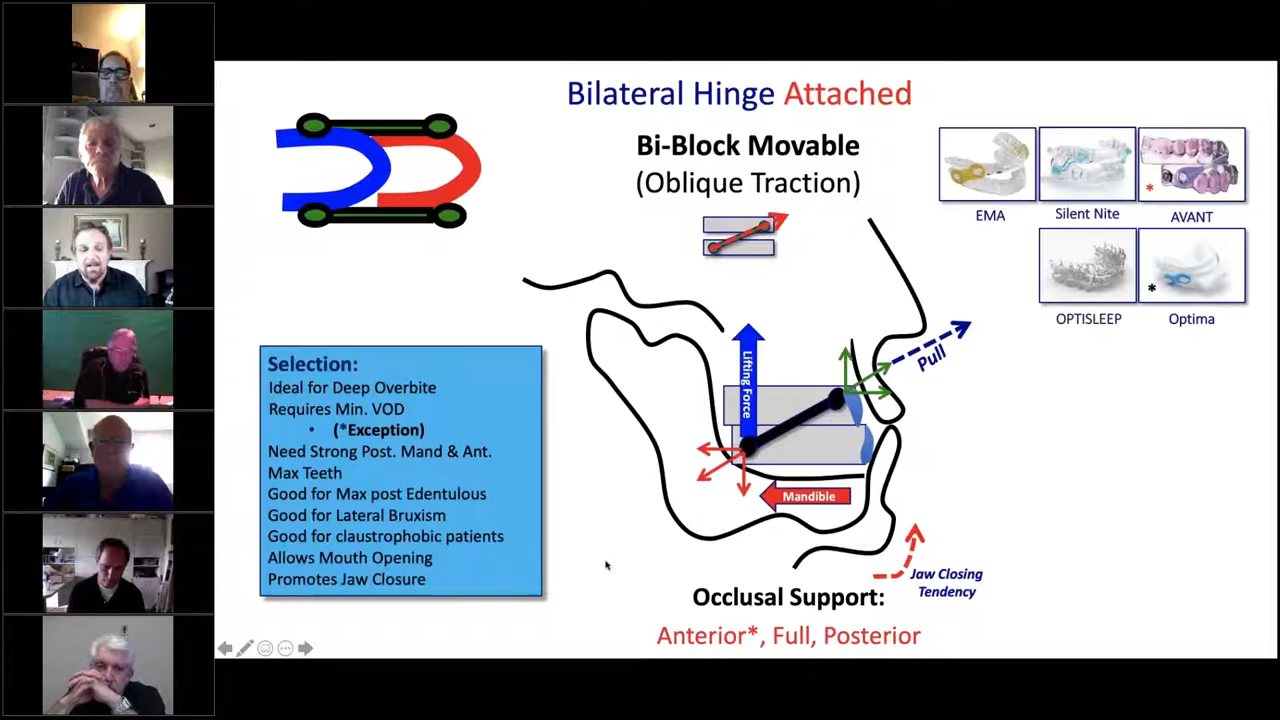 Bilateral Hinge Attached
Bi-Block Movable
(Oblique Traction)
EMA
Silent Nite
*
AVANT
OPTISLEEP
*
Optima
Selection:
Ideal for Deep Overbite
Requires Min. VOD
• (*Exception)
Need Strong Post. Mand & Ant.
Max Teeth
Good for Max post Edentulous
Good for Lateral Bruxism
Good for claustrophobic patients
Allows Mouth Opening
Promotes Jaw Closure
Lifting Force
Pull
Mandible
Jaw Closing
Tendency
Occlusal Support:
Anterior*, Full, Posterior